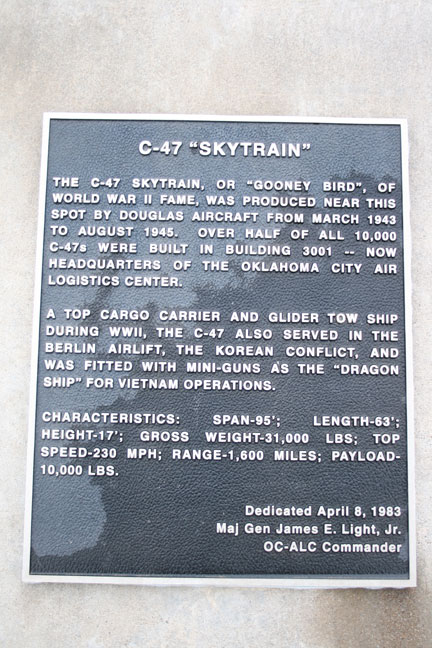 C-47 "SKYTRAIN"
THE C-47 SKYTRAIN, OR "GOONEY BIRD", OF
WORLD WAR II FAME, WAS PRODUCED NEAR THIS
SPOT BY DOUGLAS AIRCRAFT FROM MARCH 1943
TO AUGUST 1945. OVER HALF OF ALL 10,000
C-47s WERE BUILT IN BUILDING 3001 -- NOW
HEADQUARTERS OF THE OKLAHOMA CITY AIR
LOGISTICS CENTER.
A TOP CARGO CARRIER AND GLIDER TOW SHIP
DURING WWII, THE C-47 ALSO SERVED IN THE
BERLIN AIRLIFT, THE KOREAN CONFLICT, AND
WAS FITTED WITH MINI-GUNS AS THE "DRAGON
SHIP" FOR VIETNAM OPERATIONS.
CHARACTERISTICS: SPAN-95'; LENGTH-63';
HEIGHT-17'; GROSS WEIGHT-31,000 LBS; TOP
SPEED-230 MPH; RANGE-1,600 MILES; PAYLOAD-
10,000 LBS.
Dedicated April 8, 1983
Maj Gen James E. Light, Jr.
OC-ALC Commander